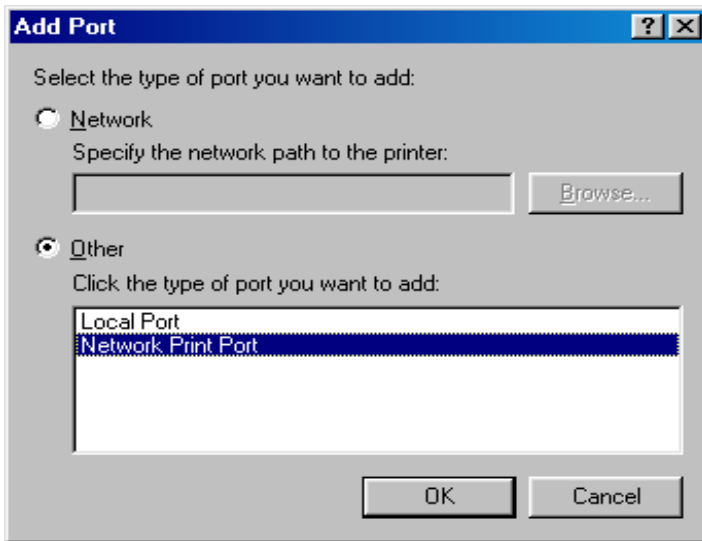 Add Port
Select the type of port you want to add:
Network
Specify the network path to the printer:
Browse...
Other
Click the type of port you want to add:
Local Port
Network Print Port
OK Cancel